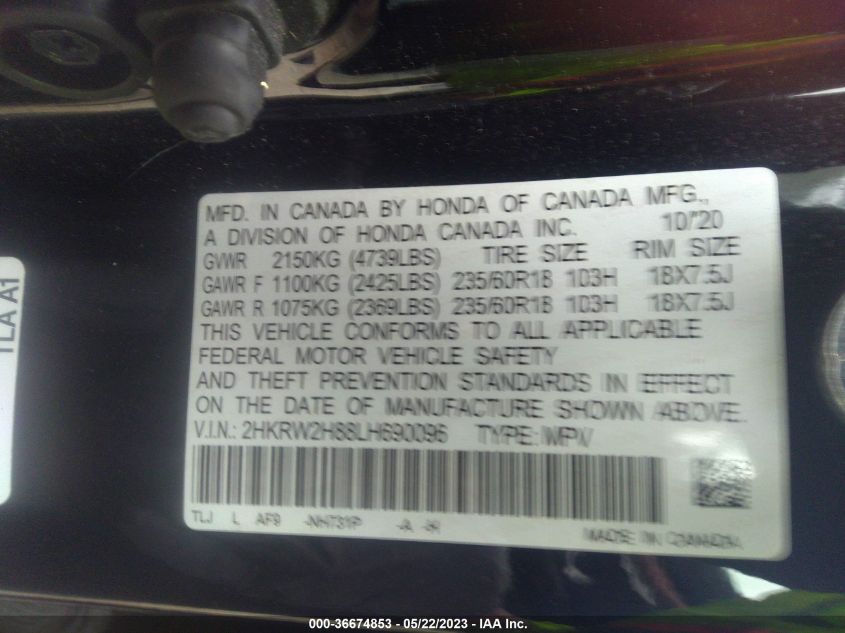 MFD. IN CANADA BY HONDA OF CANADA MFG.,
A DIVISION OF HONDA CANADA INC. 10/'20
GVWR 2150KG (4739LBS) TIRE SIZE RIM SIZE
GAWR F 1100KG (2425LBS) 235/60R18 103H 18X7.5J
GAWR R 1075KG (2369LBS) 235/60R18 103H 18X7.5J
THIS VEHICLE CONFORMS TO ALL APPLICABLE
FEDERAL MOTOR VEHICLE SAFETY
AND THEFT PREVENTION STANDARDS IN EFFECT
ON THE DATE OF MANUFACTURE SHOWN ABOVE.
V.I.N.: 2HKRW2H88LH690096 TYPE: MPV
TLJ L AF9 -NH731P -A -H
MADE IN CANADA
TLA A1
000-36674853 - 05/22/2023 - IAA Inc.